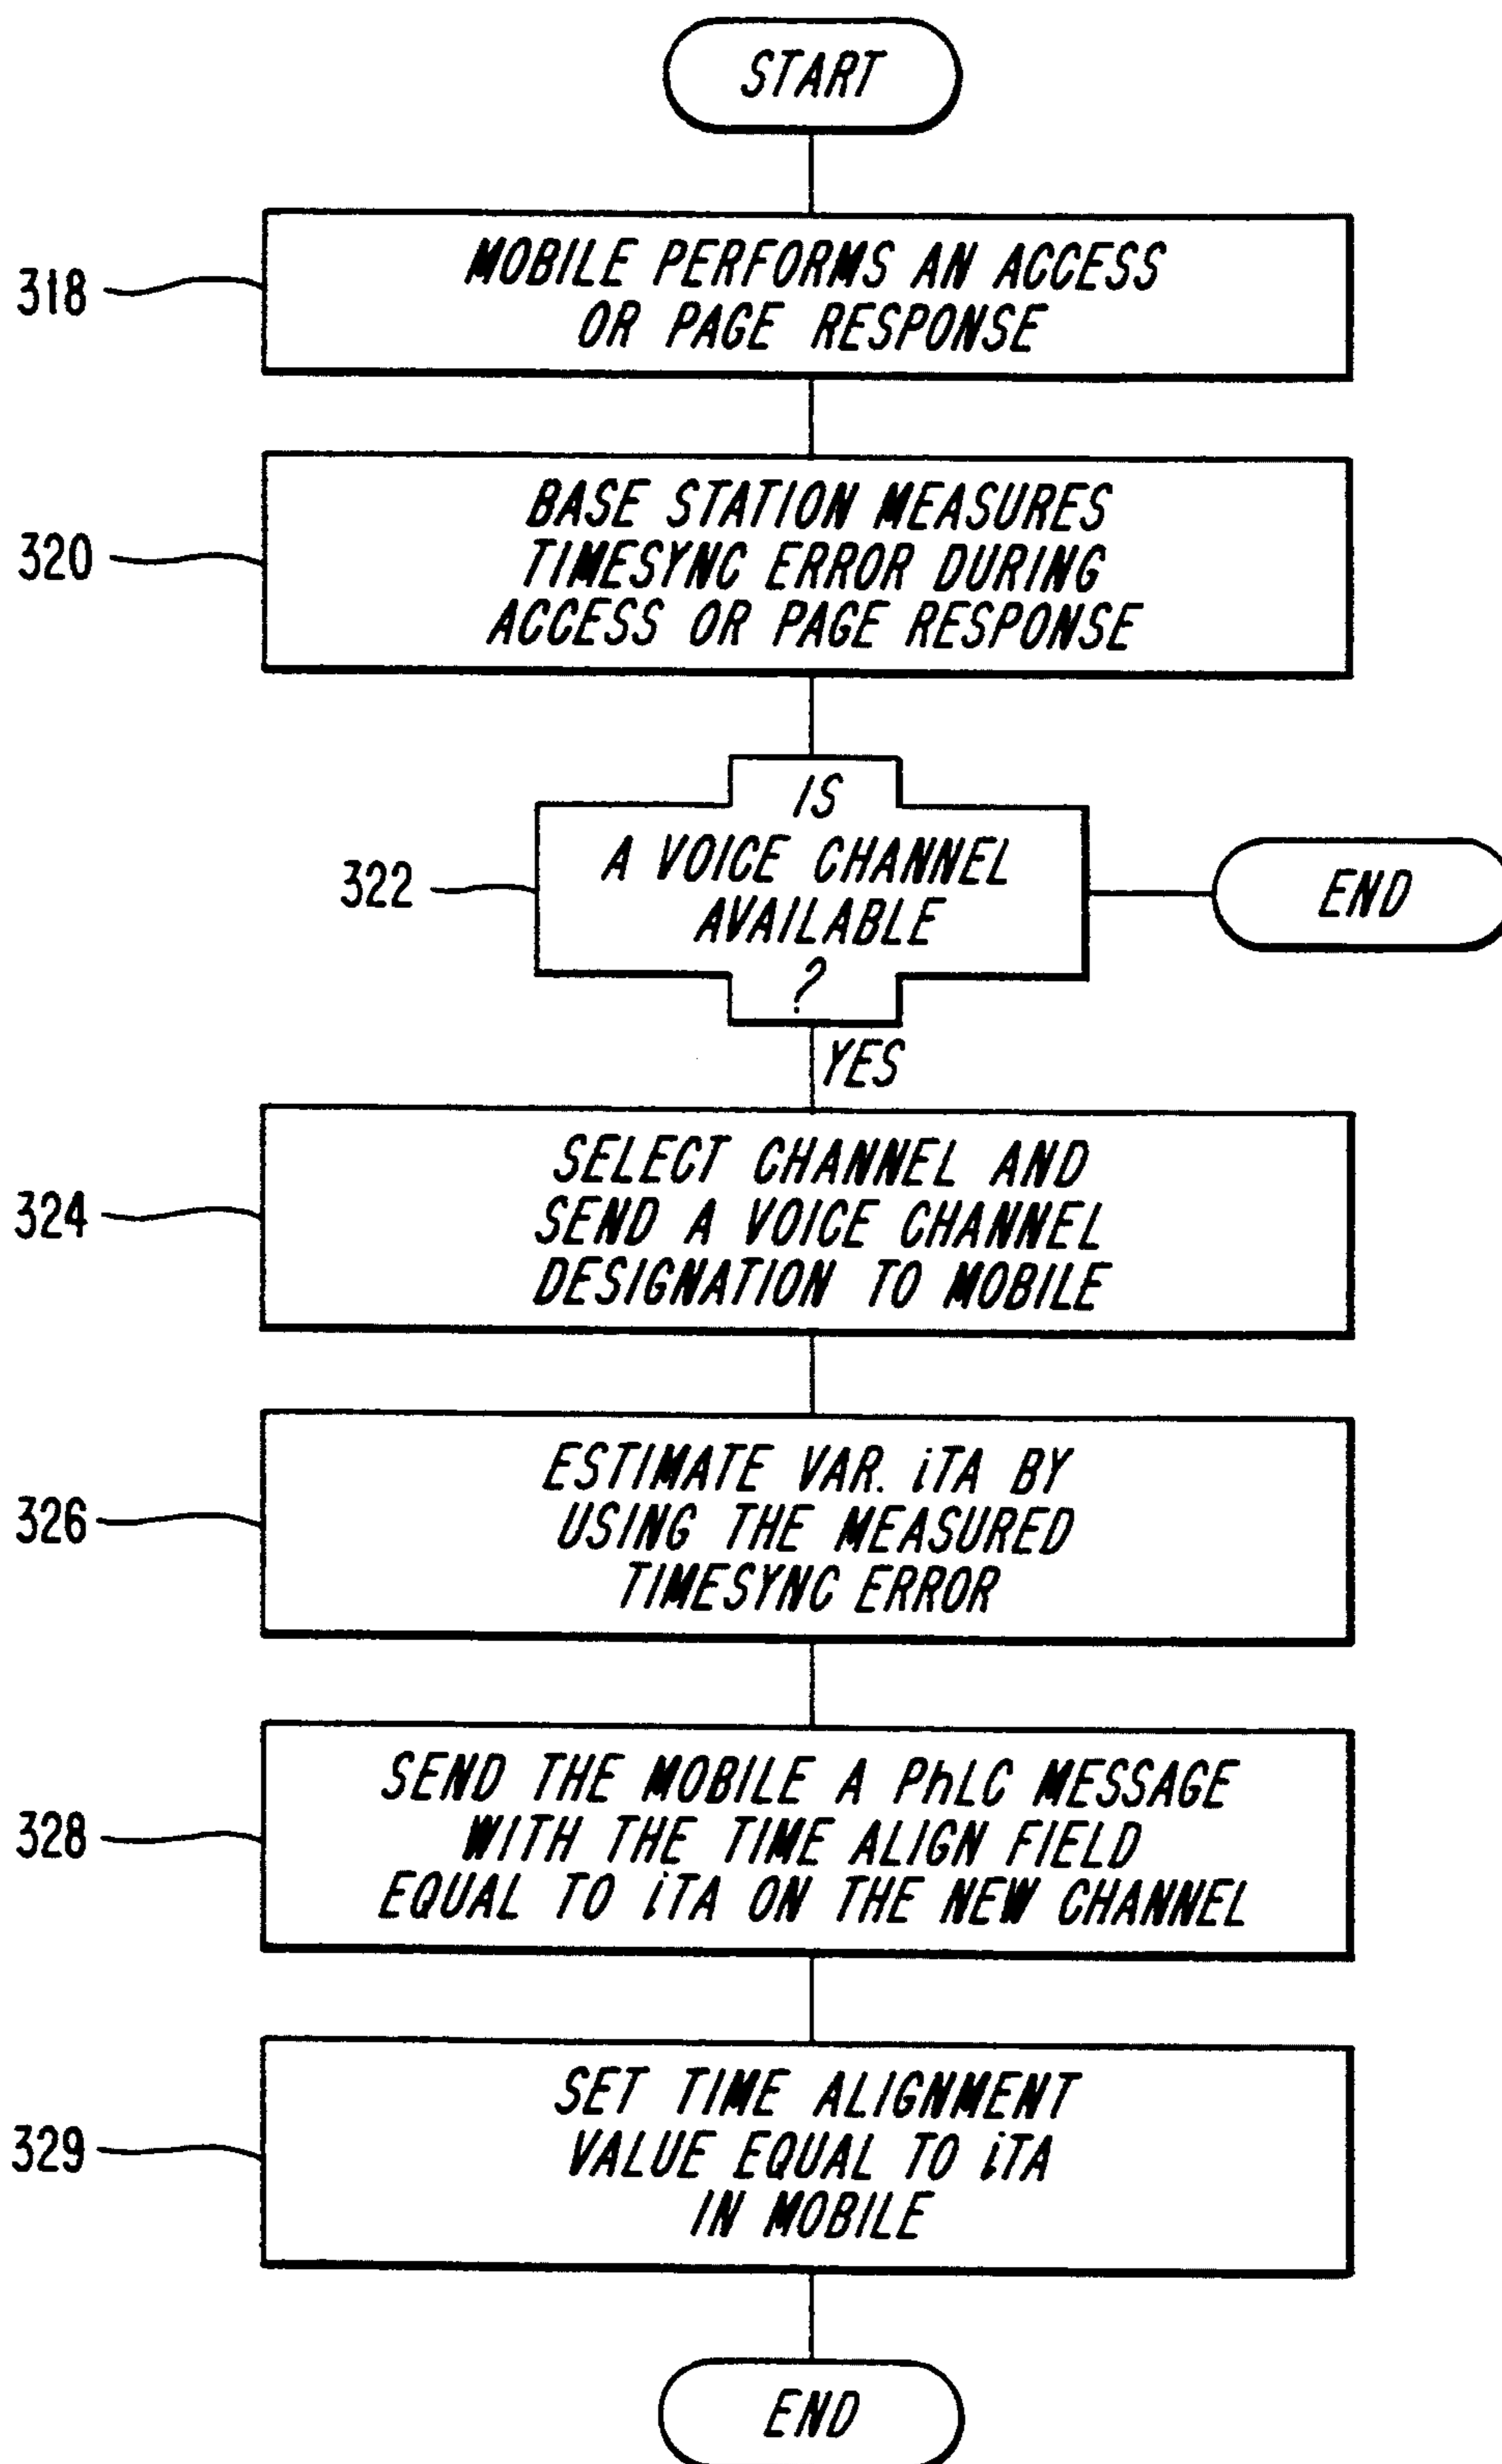 START
318
MOBILE PERFORMS AN ACCESS
OR PAGE RESPONSE
320
BASE STATION MEASURES
TIMESYNC ERROR DURING
ACCESS OR PAGE RESPONSE
322
IS
A VOICE CHANNEL
AVAILABLE
?
END
YES
324
SELECT CHANNEL AND
SEND A VOICE CHANNEL
DESIGNATION TO MOBILE
326
ESTIMATE VAR. iTA BY
USING THE MEASURED
TIMESYNC ERROR
328
SEND THE MOBILE A PhLC MESSAGE
WITH THE TIME ALIGN FIELD
EQUAL TO iTA ON THE NEW CHANNEL
329
SET TIME ALIGNMENT
VALUE EQUAL TO iTA
IN MOBILE
END